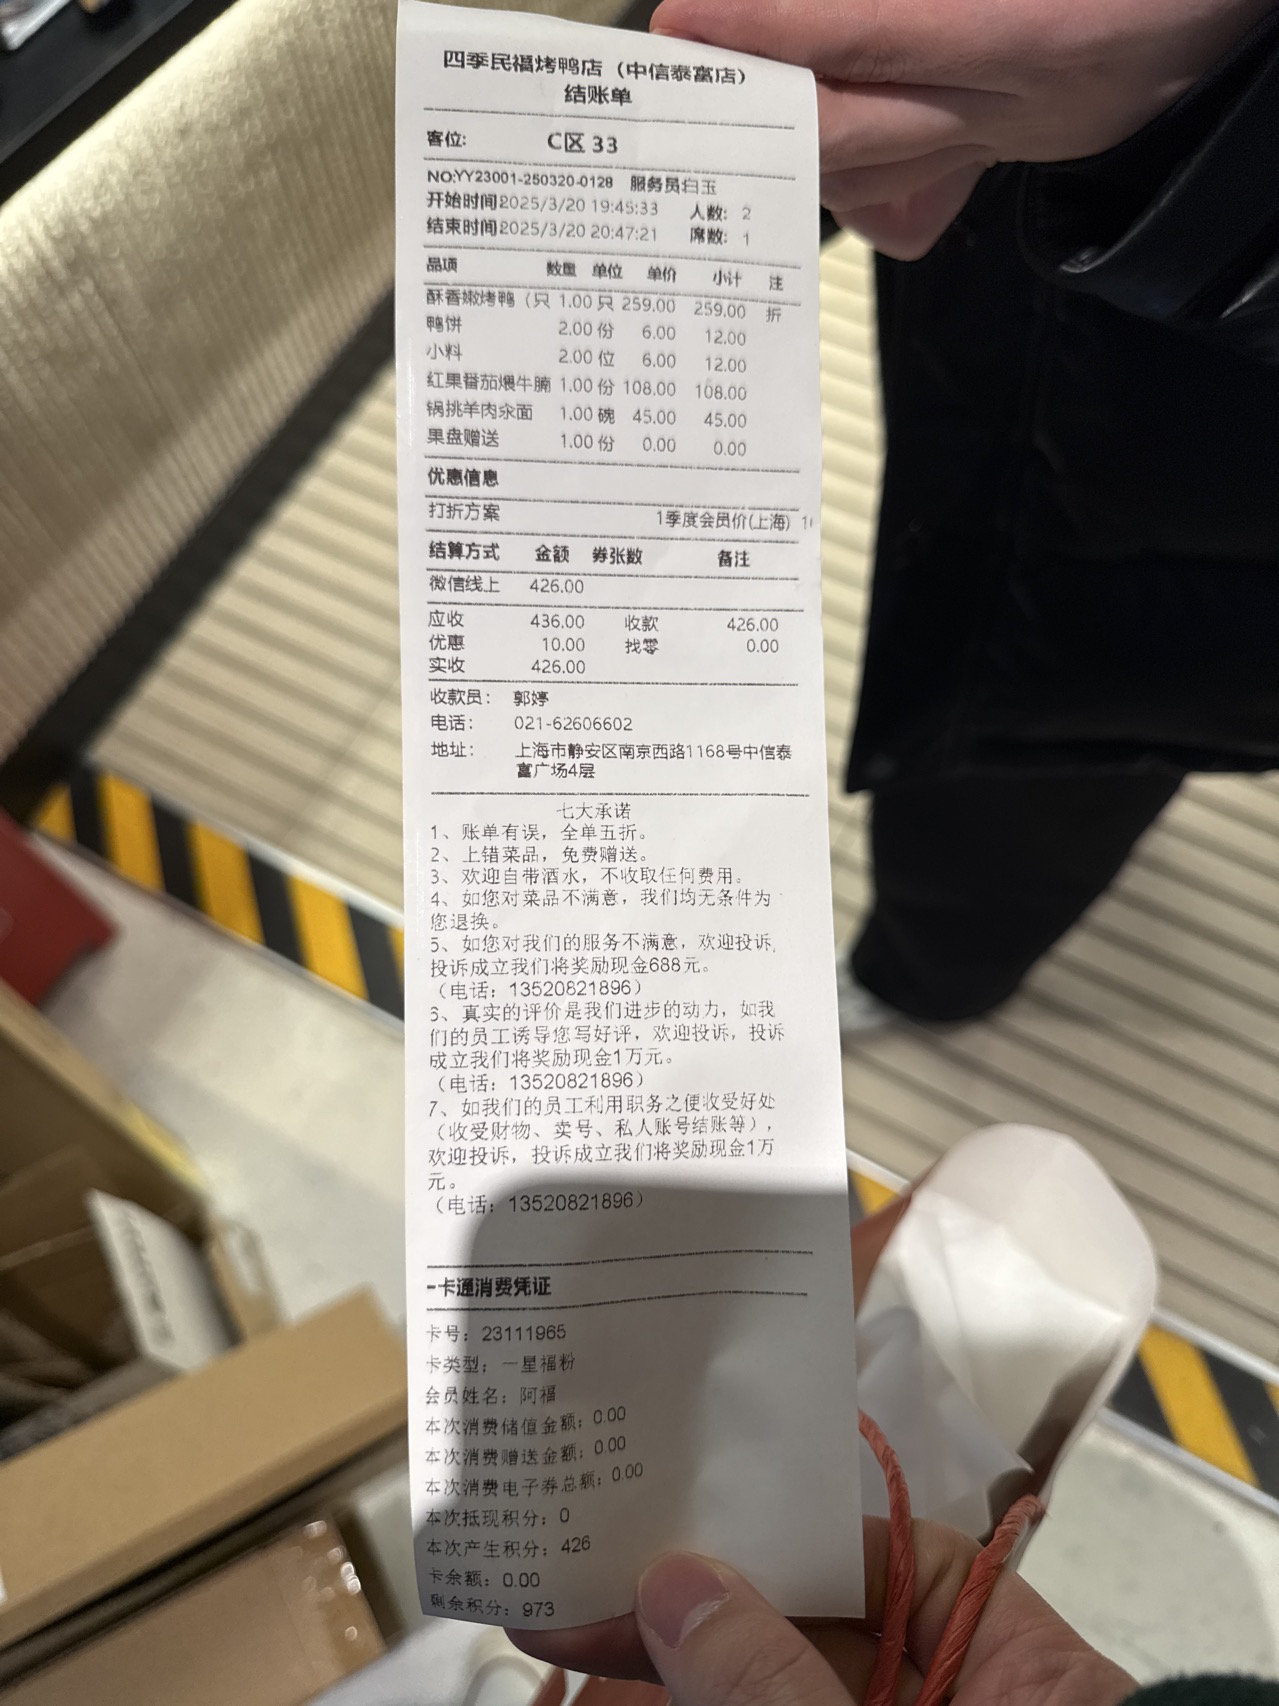 四季民福烤鸭店（中信泰富店）
结账单
客位: C区 33
NO:YY23001-250320-0128 服务员:白玉
开始时间2025/3/20 19:45:33 人数: 2
结束时间2025/3/20 20:47:21 席数: 1
品项 数量 单位 单价 小计 注
酥香嫩烤鸭（只 1.00 只 259.00 259.00 折
鸭饼 2.00 份 6.00 12.00
小料 2.00 位 6.00 12.00
红果番茄煨牛腩 1.00 份 108.00 108.00
锅挑羊肉汆面 1.00 碗 45.00 45.00
果盘赠送 1.00 份 0.00 0.00
优惠信息
打折方案 1季度会员价(上海)
结算方式 金额 券张数 备注
微信线上 426.00
应收 436.00 收款 426.00
优惠 10.00 找零 0.00
实收 426.00
收款员: 郭婷
电话: 021-62606602
地址: 上海市静安区南京西路1168号中信泰
富广场4层
七大承诺
1、账单有误，全单五折。
2、上错菜品，免费赠送。
3、欢迎自带酒水，不收取任何费用。
4、如您对菜品不满意，我们均无条件为
您退换。
5、如您对我们的服务不满意，欢迎投诉，
投诉成立我们将奖励现金688元。
（电话：13520821896）
6、真实的评价是我们进步的动力，如我
们的员工诱导您写好评，欢迎投诉，投诉
成立我们将奖励现金1万元。
（电话：13520821896）
7、如我们的员工利用职务之便收受好处
（收受财物、卖号、私人账号结账等），
欢迎投诉，投诉成立我们将奖励现金1万
元。
（电话：13520821896）
一卡通消费凭证
卡号：23111965
卡类型：一星福粉
会员姓名：阿福
本次消费储值金额：0.00
本次消费赠送金额：0.00
本次消费电子券总额：0.00
本次抵现积分：0
本次产生积分：426
卡余额：0.00
剩余积分：973